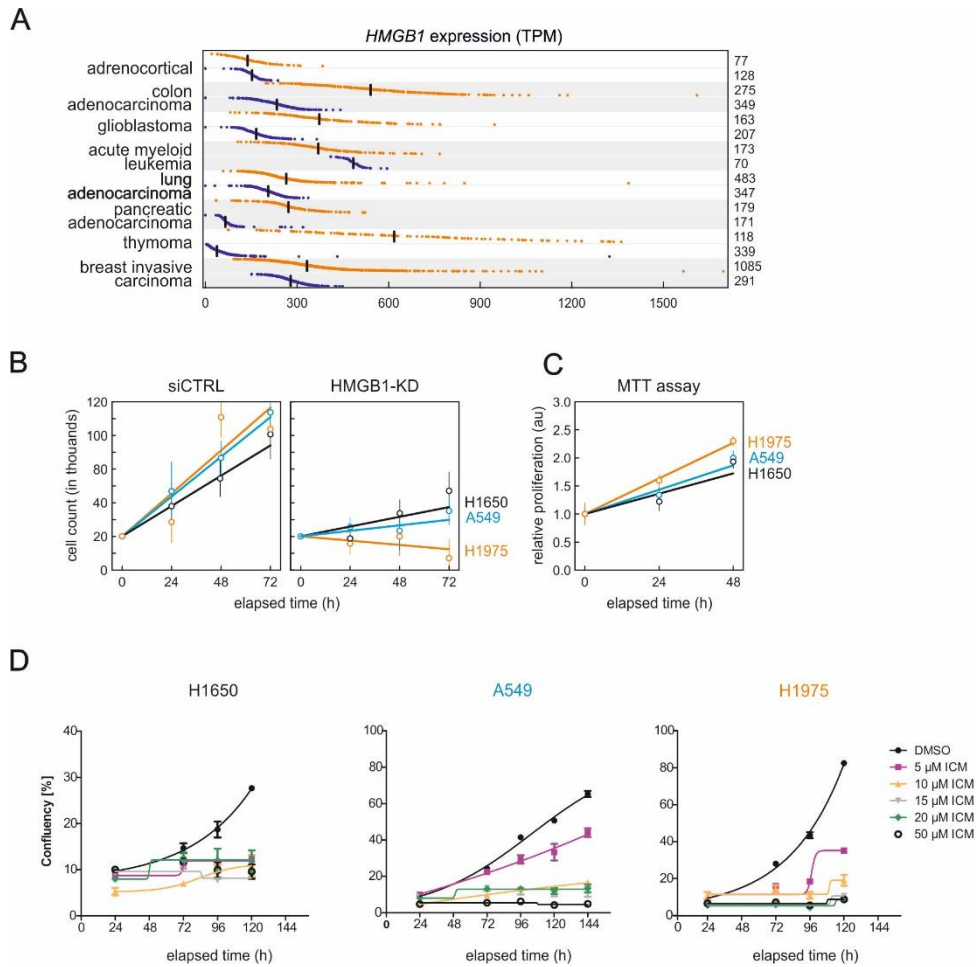 A
HMGB1 expression (TPM)
adrenocortical
77
128
colon
adenocarcinoma
275
349
glioblastoma
163
207
acute myeloid
leukemia
173
70
lung
adenocarcinoma
483
347
pancreatic
adenocarcinoma
179
171
thymoma
118
339
breast invasive
carcinoma
1085
291
0 300 600 900 1200 1500
B
siCTRL
HMGB1-KD
cell count (in thouands)
120
100
80
60
40
20
0
H1650
A549
H1975
0 24 48 72
0 24 48 72
elapsed time (h)
elapsed time (h)
C
MTT assay
relative proliferation (au)
3.0
2.5
2.0
1.5
1.0
0.5
0.0
H1975
A549
H1650
0 24 48
elapsed time (h)
D
H1650
Confluency [%]
40
30
20
10
0
0 24 48 72 96 120 144
elapsed time (h)
A549
100
80
60
40
20
0
0 24 48 72 96 120 144
elapsed time (h)
H1975
100
80
60
40
20
0
0 24 48 72 96 120 144
elapsed time (h)
DMSO
5 µM ICM
10 µM ICM
15 µM ICM
20 µM ICM
50 µM ICM